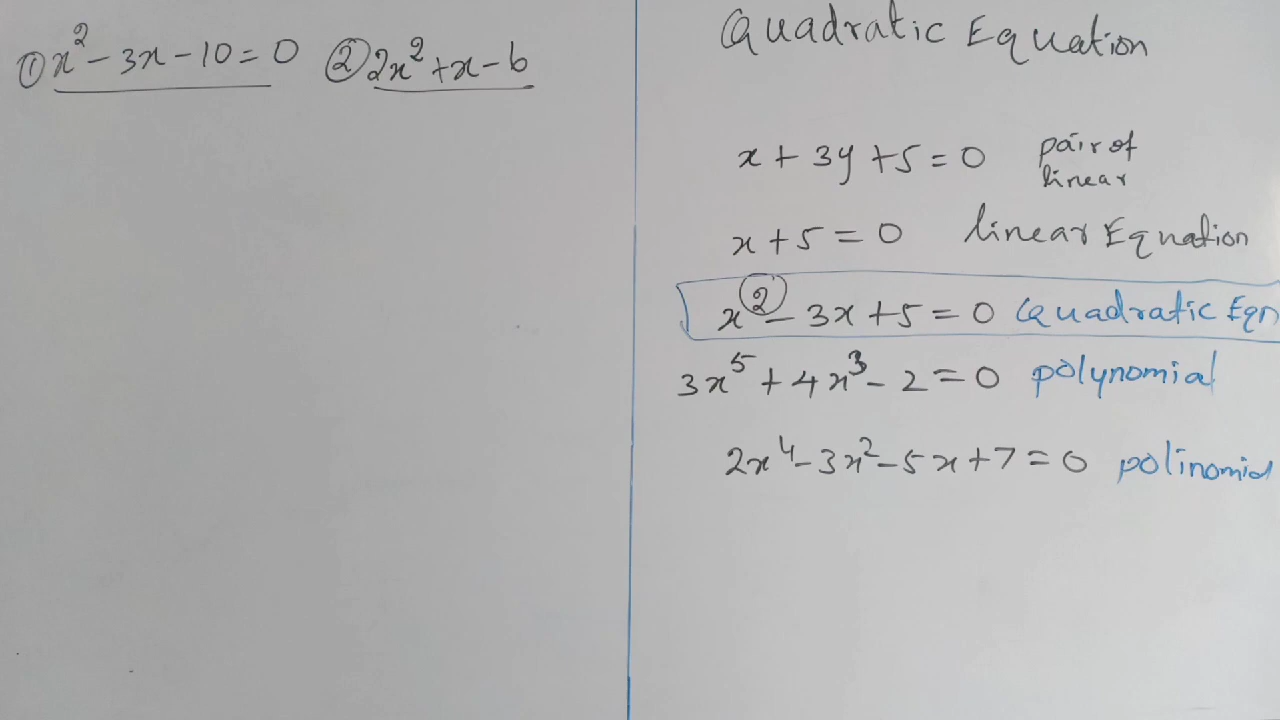 ① x² - 3x - 10 = 0 ② 2x² + x - 6
Quadratic Equation
x + 3y + 5 = 0 pair of
linear
x + 5 = 0 linear Equation
x² - 3x + 5 = 0 Quadratic Eqn
3x⁵ + 4x³ - 2 = 0 polynomial
2x⁴ - 3x² - 5x + 7 = 0 polinomial